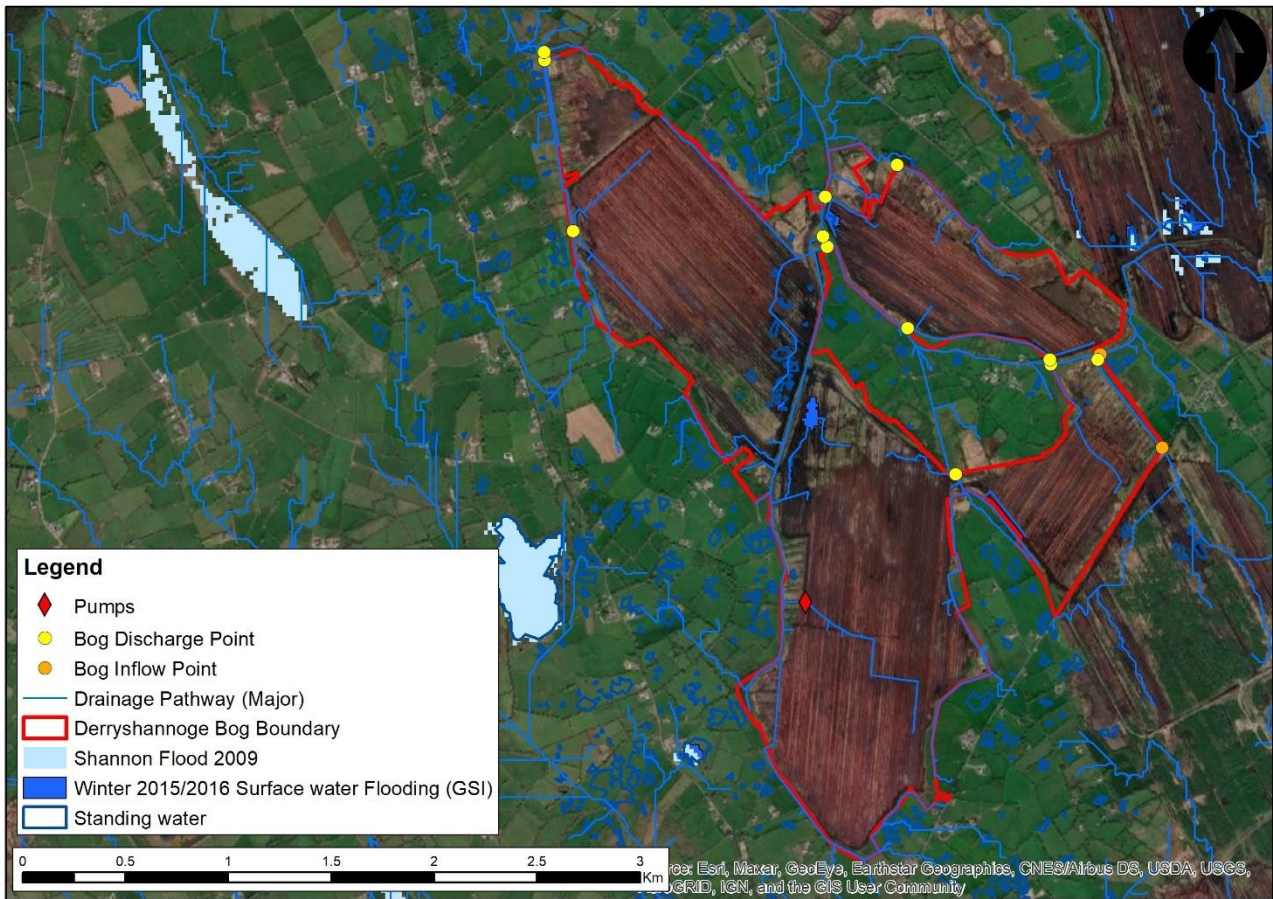 Legend
Pumps
Bog Discharge Point
Bog Inflow Point
Drainage Pathway (Major)
Derryshannoge Bog Boundary
Shannon Flood 2009
Winter 2015/2016 Surface water Flooding (GSI)
Standing water
0 0.5 1 1.5 2 2.5 3
Km
Esri, Maxar, GeoEye, Earthstar Geographics, CNES/Airbus DS, USDA, USGS,
IGN, and the GIS User Community